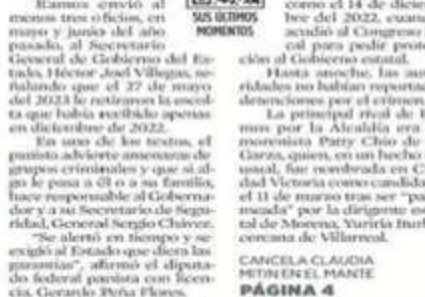 Ramos envió al
menos tres oficios, en
mayo y junio del año
pasado, al Secretario
General de Gobierno del Es-
tado, Héctor Joel Villegas, se-
ñalando que el 27 de mayo
del 2023 le retiraron la escol-
ta que había recibido apenas
en diciembre de 2022.
En uno de los textos, el
panista advierte amenazas de
grupos criminales y que si al-
go le pasa a él o a su familia,
hace responsable al Goberna-
dor y a su Secretario de Segu-
ridad, General Sergio Chávez.
"Se alertó en tiempo y se
exigió al Estado que diera las
garantías", afirmó el diputa-
do federal panista con licen-
cia, Gerardo Peña Flores.
SUS ÚLTIMOS
MOMENTOS
como el 14 de dicie
bre del 2022, cuan
acudió al Congreso
cal para pedir prot
ción al Gobierno estatal.
Hasta anoche, las au
ridades no habían reporta
detenciones por el crimen.
La principal rival de
mos por la Alcaldía era
morenista Patty Chío de
Garza, quien, en un hecho
usual, fue nombrada en C
dad Victoria como candida
el 11 de marzo tras ser "pa
meada" por la dirigente es
tal de Morena, Yuriria Iturb
cercana de Villarreal.
CANCELA CLAUDIA
MITIN EN EL MANTE
PÁGINA 4